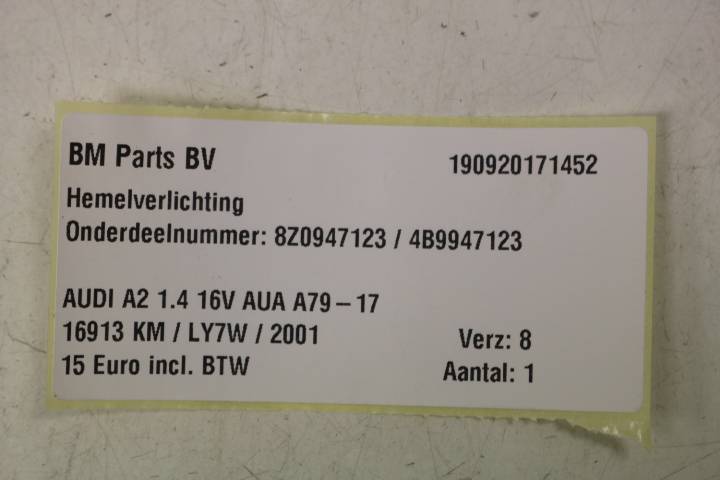 BM Parts BV 190920171452
Hemelverlichting
Onderdeelnummer: 8Z0947123 / 4B9947123
AUDI A2 1.4 16V AUA A79 – 17
16913 KM / LY7W / 2001 Verz: 8
15 Euro incl. BTW Aantal: 1